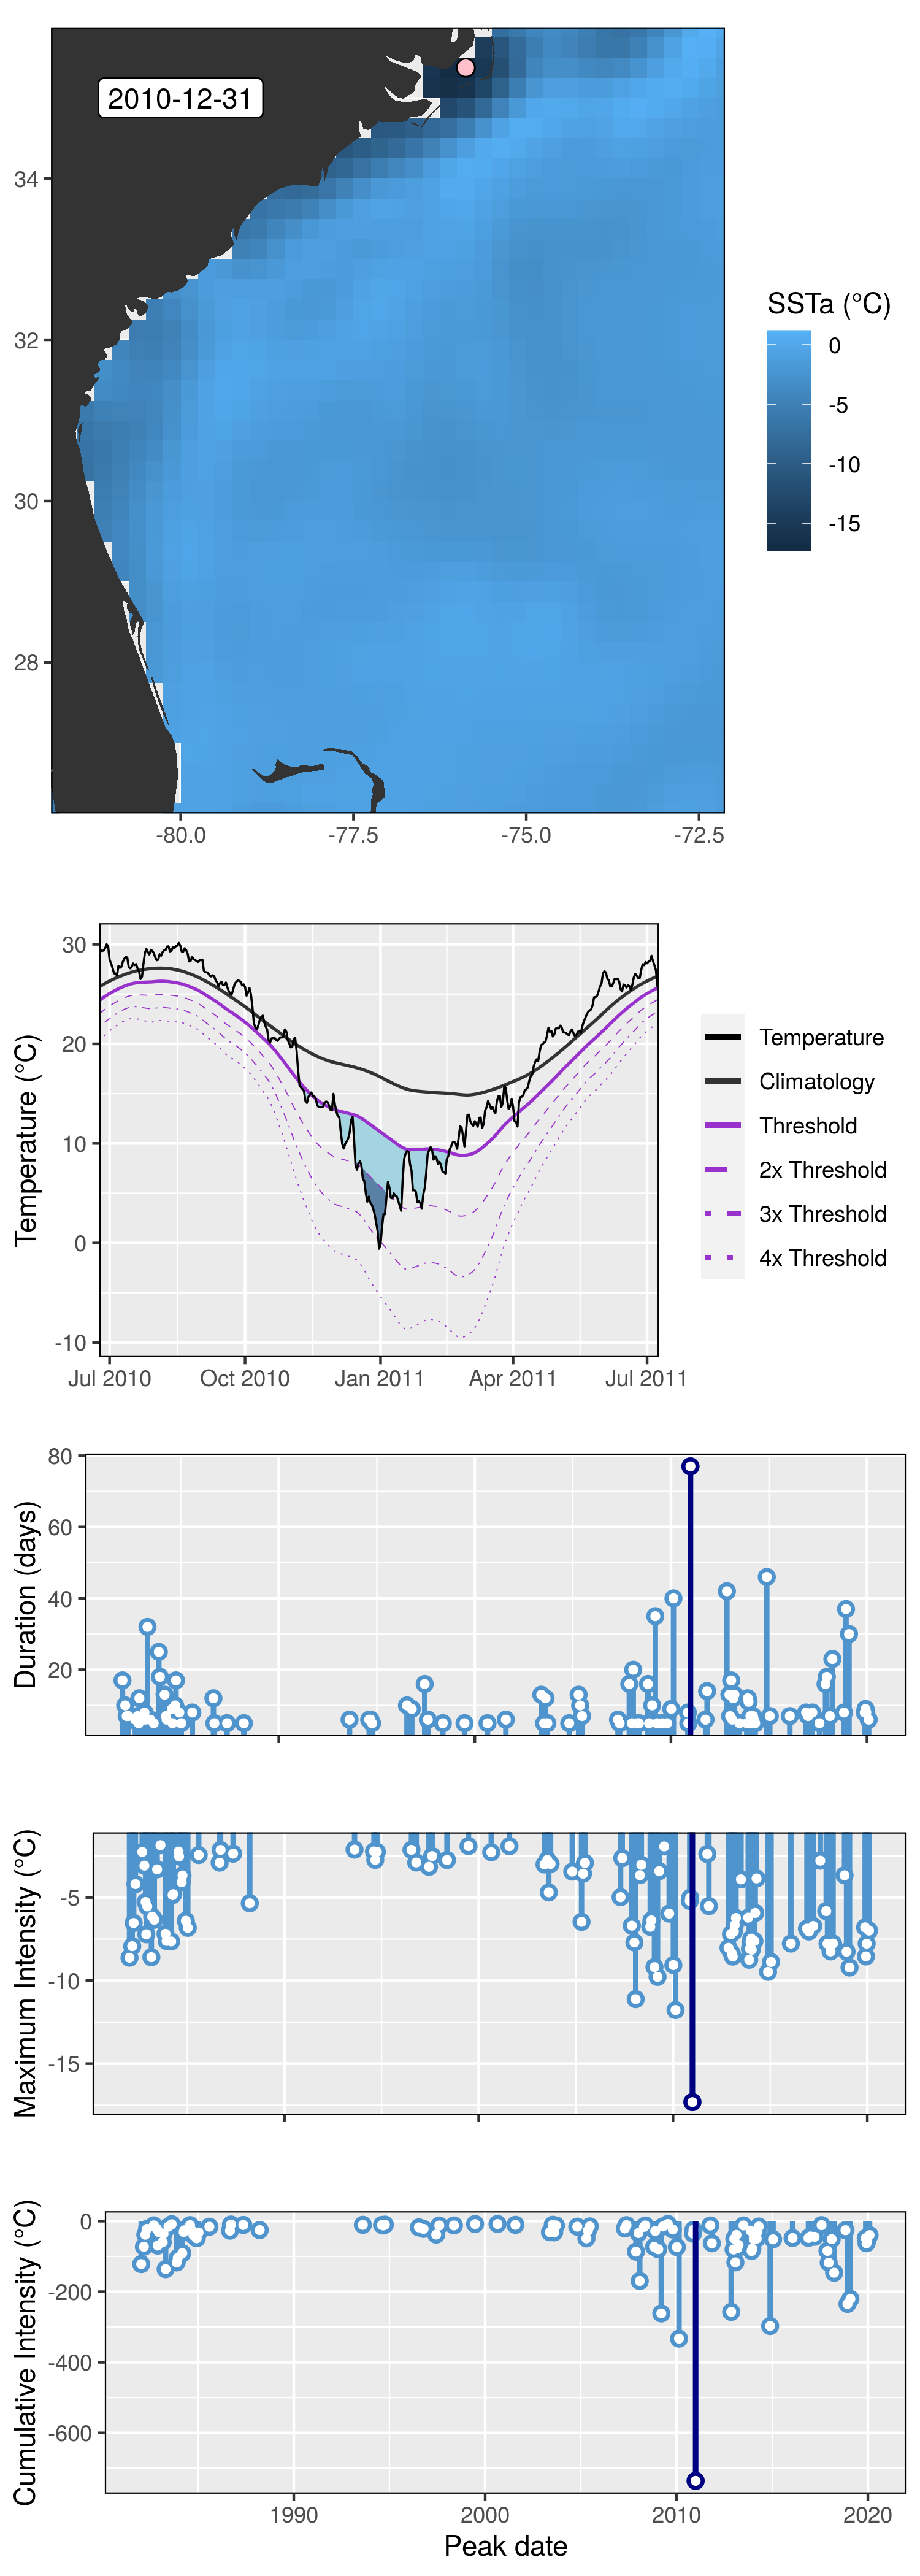 2010-12-31
34
32
30
28
-80.0
-77.5
-75.0
-72.5
SSTa (°C)
0
-5
-10
-15
Temperature (°C)
30
20
10
0
-10
Jul 2010
Oct 2010
Jan 2011
Apr 2011
Jul 2011
Temperature
Climatology
Threshold
2x Threshold
3x Threshold
4x Threshold
Duration (days)
80
60
40
20
Maximum Intensity (°C)
-5
-10
-15
Cumulative Intensity (°C)
0
-200
-400
-600
1990
2000
2010
2020
Peak date